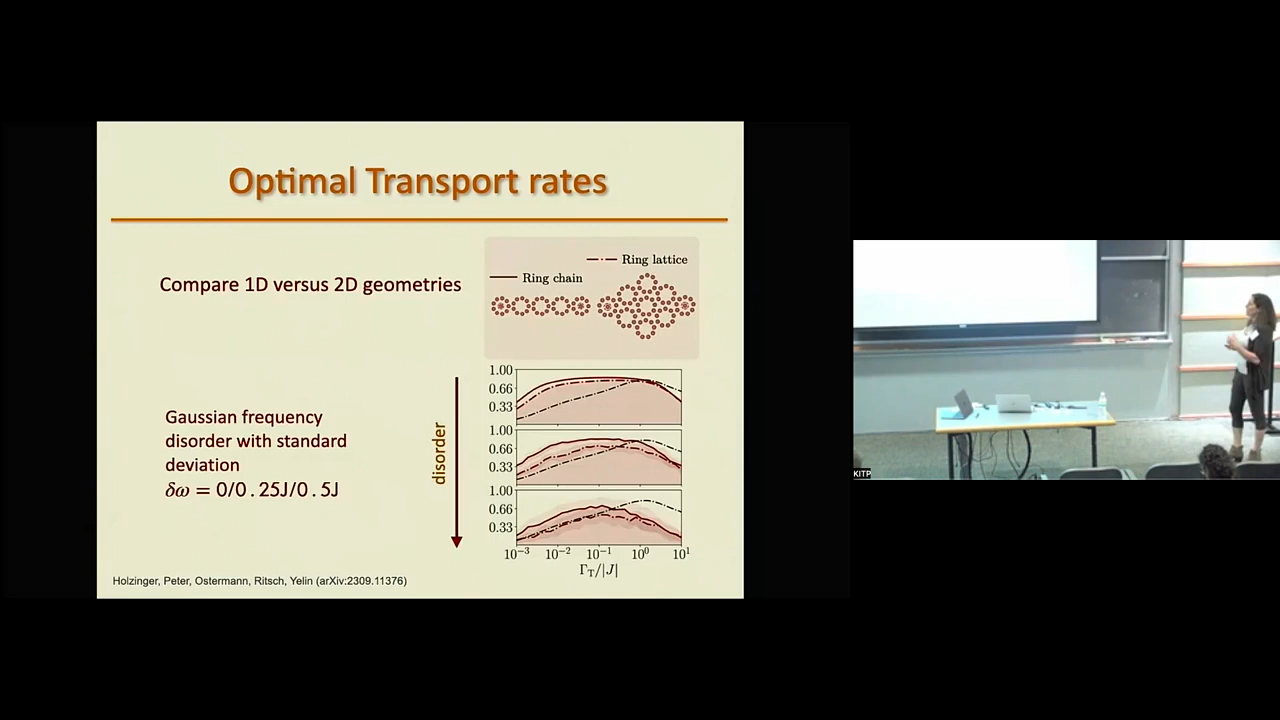 Optimal Transport rates
Compare 1D versus 2D geometries
Ring lattice
Ring chain
Gaussian frequency
disorder with standard
deviation
δω = 0/0.25J/0.5J
disorder
1.00
0.66
0.33
1.00
0.66
0.33
1.00
0.66
0.33
10⁻³ 10⁻² 10⁻¹ 10⁰ 10¹
Γ_T/|J|
Holzinger, Peter, Ostermann, Ritsch, Yelin (arXiv:2309.11376)
KITP